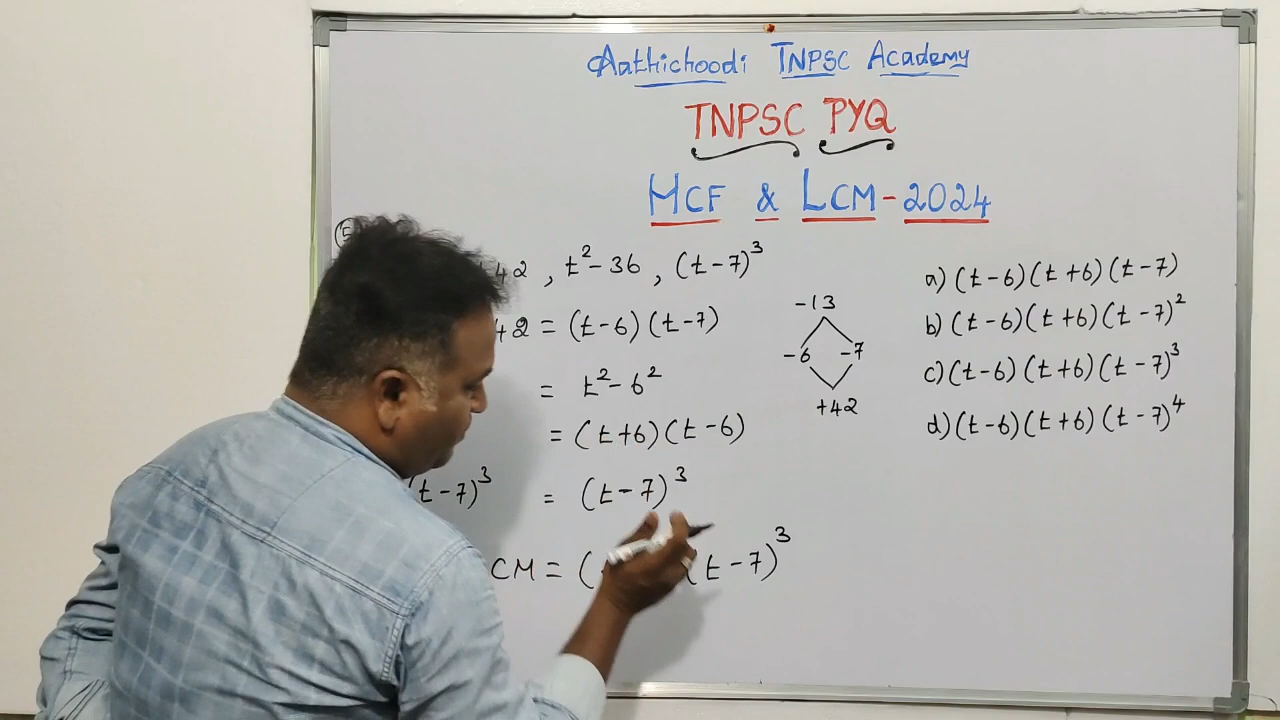 Aathichoodi TNPSC Academy
TNPSC PYQ
HCF & LCM-2024
42 , t²-36 , (t-7)³
42 = (t-6)(t-7)
= t²-6²
= (t+6)(t-6)
(t-7)³ = (t-7)³
CM = ( (t-7)³
-13
-6 -7
+42
a) (t-6)(t+6)(t-7)
b) (t-6)(t+6)(t-7)²
c) (t-6)(t+6)(t-7)³
d) (t-6)(t+6)(t-7)⁴